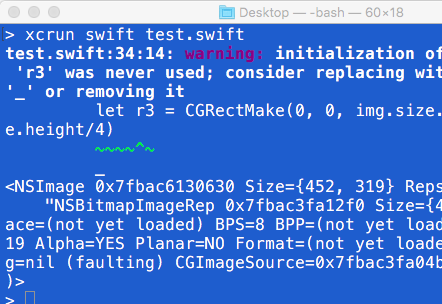 Desktop — -bash — 60×18
> xcrun swift test.swift
test.swift:34:14: warning: initialization of
'r3' was never used; consider replacing wit
'_' or removing it
let r3 = CGRectMake(0, 0, img.size.
e.height/4)
~~~~^~
_
<NSImage 0x7fbac6130630 Size={452, 319} Reps
"NSBitmapImageRep 0x7fbac3fa12f0 Size={4
ace=(not yet loaded) BPS=8 BPP=(not yet load
19 Alpha=YES Planar=NO Format=(not yet loade
g=nil (faulting) CGImageSource=0x7fbac3fa04b
)>
>